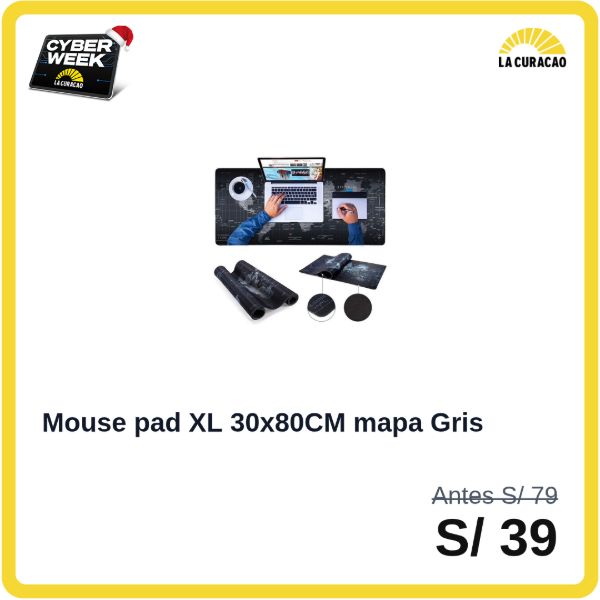 CYBER
WEEK
LA CURACAO
LA CURACAO
Mouse pad XL 30x80CM mapa Gris
Antes S/ 79
S/ 39